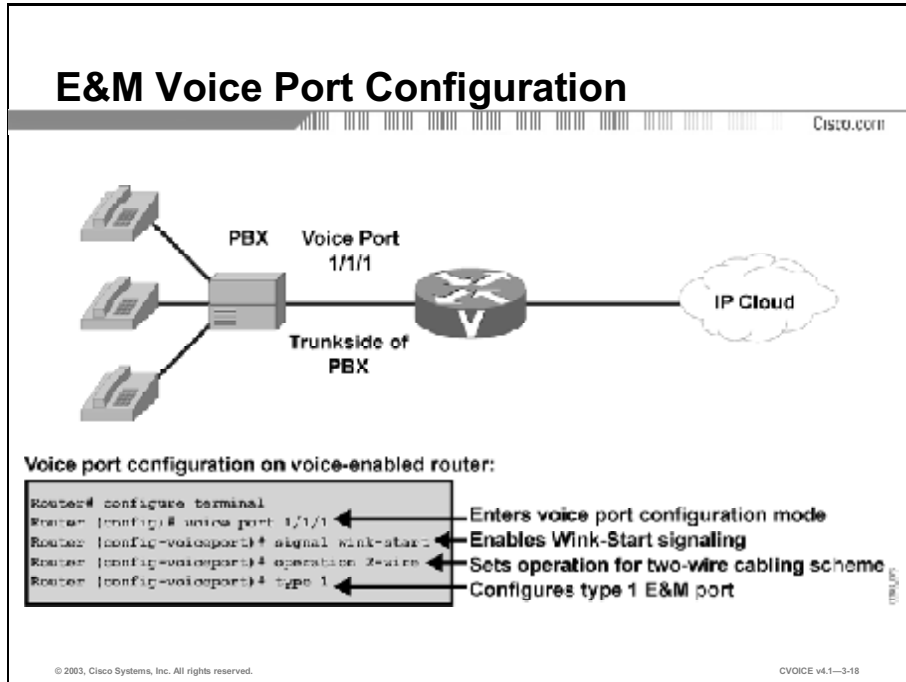 E&M Voice Port Configuration
Cisco.com
PBX
Voice Port
1/1/1
V
IP Cloud
Trunkside of
PBX
Voice port configuration on voice-enabled router:
Router# configure terminal
Router (config)# voice port 1/1/1
Router (config-voiceport)# signal wink-start
Router (config-voiceport)# operation 2-wire
Router (config-voiceport)# type 1
Enters voice port configuration mode
Enables Wink-Start signaling
Sets operation for two-wire cabling scheme
Configures type 1 E&M port
© 2003, Cisco Systems, Inc. All rights reserved.
CVOICE v4.1—3-18